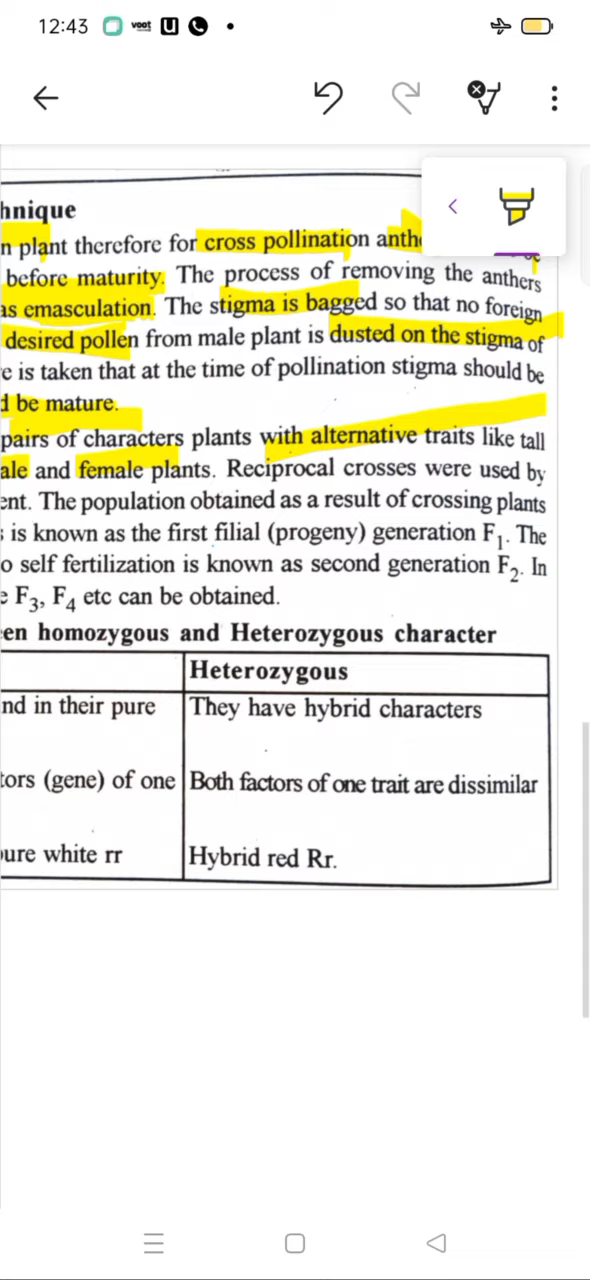 12:43 voot U
hnique
n plant therefore for cross pollination anthe
before maturity. The process of removing the anthers
as emasculation. The stigma is bagged so that no foreign
desired pollen from male plant is dusted on the stigma of
e is taken that at the time of pollination stigma should be
d be mature.
pairs of characters plants with alternative traits like tall
ale and female plants. Reciprocal crosses were used by
ent. The population obtained as a result of crossing plants
is known as the first filial (progeny) generation F₁. The
o self fertilization is known as second generation F₂. In
e F₃, F₄ etc can be obtained.
en homozygous and Heterozygous character
Heterozygous
nd in their pure They have hybrid characters
tors (gene) of one Both factors of one trait are dissimilar
ure white rr Hybrid red Rr.